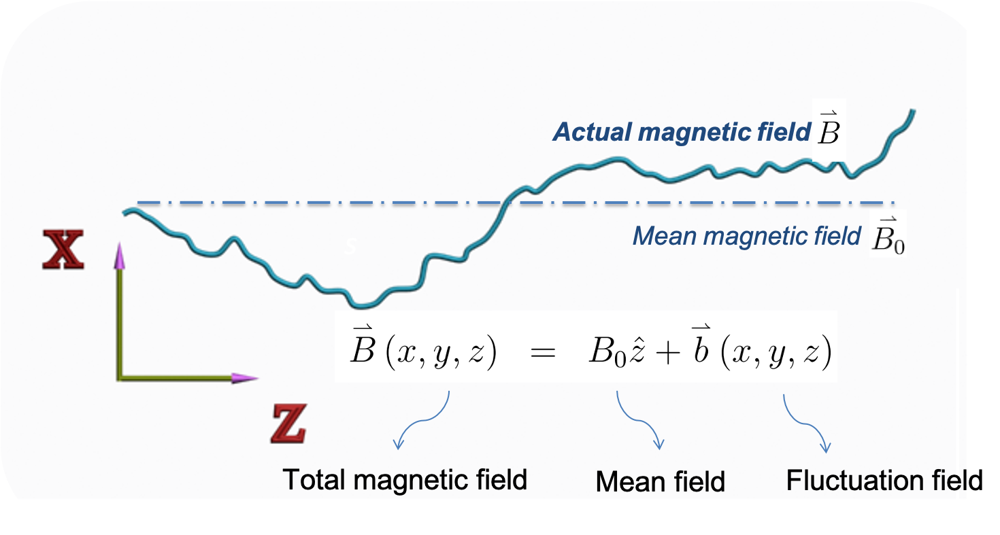 Actual magnetic field B⃗
Mean magnetic field B⃗₀
X
s
B⃗ (x, y, z) = B₀ẑ + b⃗ (x, y, z)
Z
Total magnetic field
Mean field
Fluctuation field